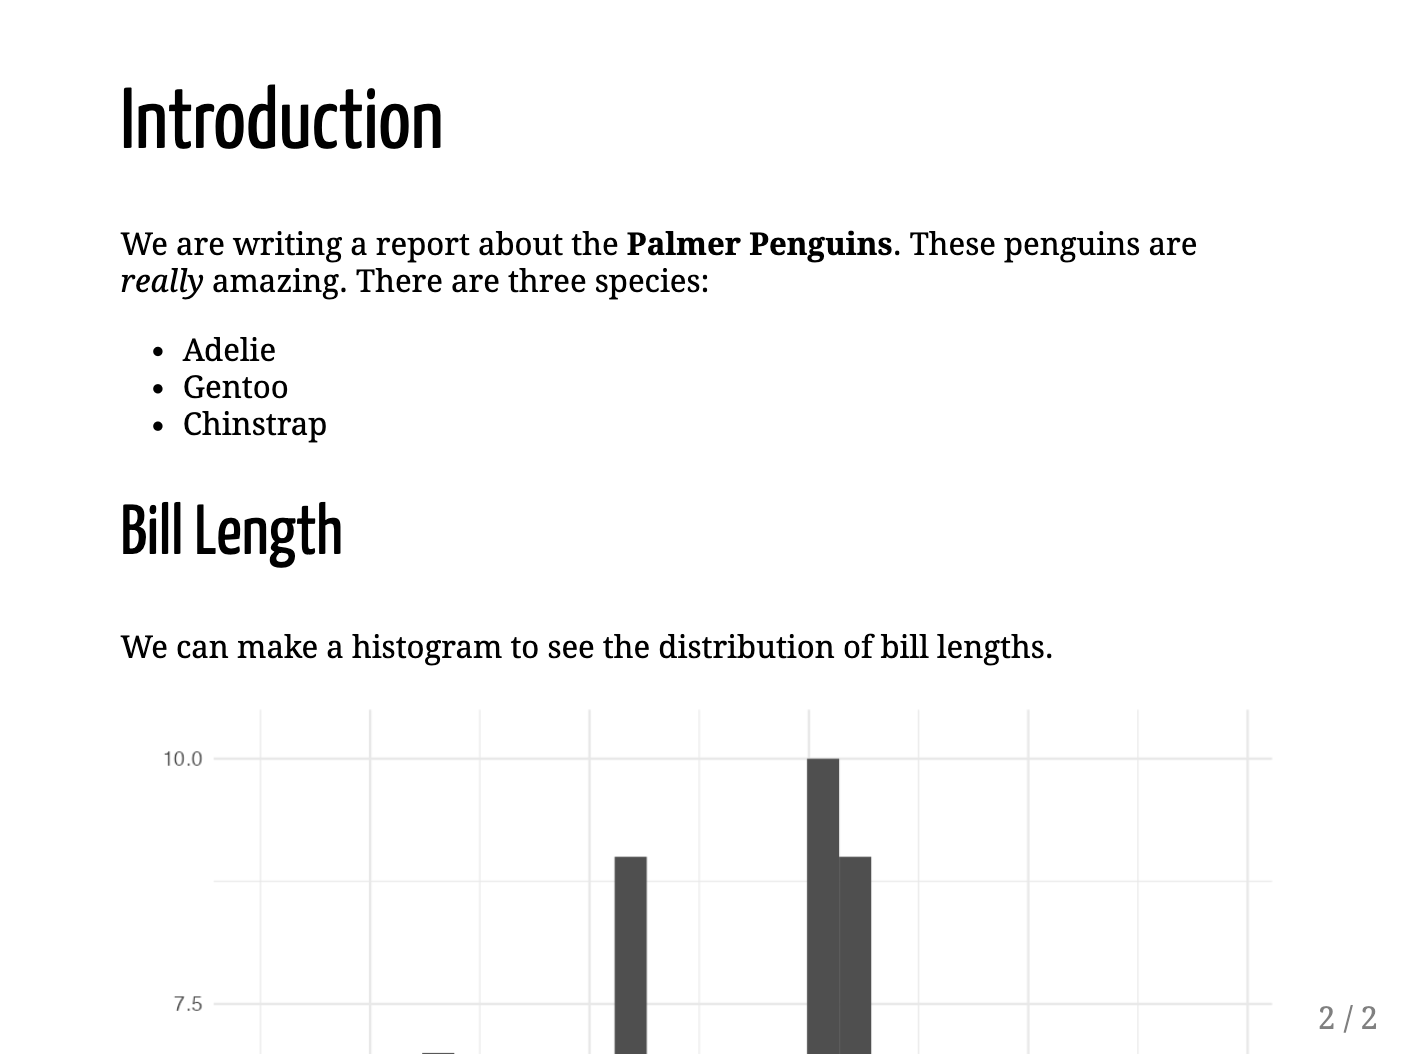 Introduction
We are writing a report about the Palmer Penguins. These penguins are
really amazing. There are three species:
• Adelie
• Gentoo
• Chinstrap
Bill Length
We can make a histogram to see the distribution of bill lengths.
10.0
7.5
2 / 2